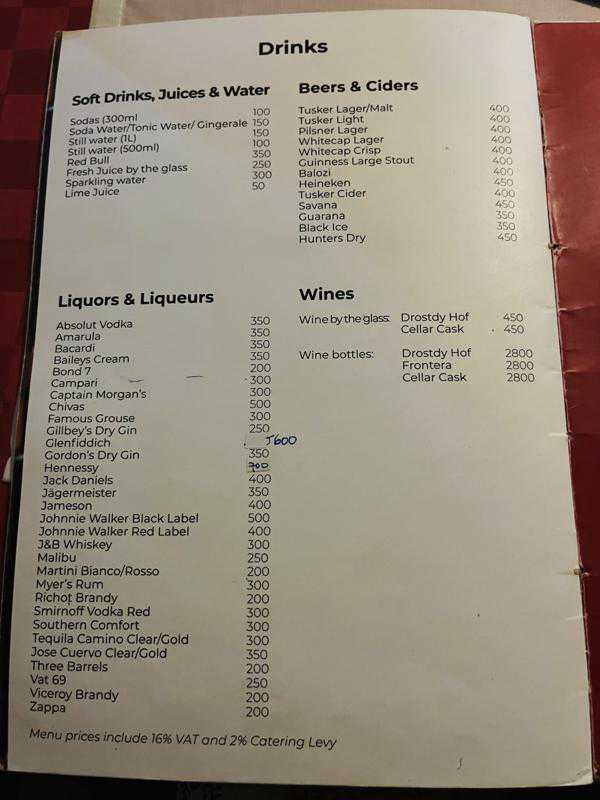 Drinks
Soft Drinks, Juices & Water
Sodas (300ml 100
Soda Water/Tonic Water/ Gingerale 150
Still water (1L) 150
Still water (500ml) 100
Red Bull 350
Fresh Juice by the glass 250
Sparkling water 300
Lime Juice 50
Beers & Ciders
Tusker Lager/Malt 400
Tusker Light 400
Pilsner Lager 400
Whitecap Lager 400
Whitecap Crisp 400
Guinness Large Stout 400
Balozi 400
Heineken 450
Tusker Cider 400
Savana 450
Guarana 350
Black Ice 350
Hunters Dry 450
Liquors & Liqueurs
Absolut Vodka 350
Amarula 350
Bacardi 350
Baileys Cream 350
Bond 7 200
Campari 300
Captain Morgan's 300
Chivas 500
Famous Grouse 300
Gillbey's Dry Gin 250
Glenfiddich 600
Gordon's Dry Gin 350
Hennessy 700
Jack Daniels 400
Jägermeister 350
Jameson 400
Johnnie Walker Black Label 500
Johnnie Walker Red Label 400
J&B Whiskey 300
Malibu 250
Martini Bianco/Rosso 200
Myer's Rum 300
Richot Brandy 200
Smirnoff Vodka Red 300
Southern Comfort 300
Tequila Camino Clear/Gold 300
Jose Cuervo Clear/Gold 350
Three Barrels 200
Vat 69 250
Viceroy Brandy 200
Zappa 200
Wines
Wine by the glass: Drostdy Hof 450
Cellar Cask 450
Wine bottles: Drostdy Hof 2800
Frontera 2800
Cellar Cask 2800
Menu prices include 16% VAT and 2% Catering Levy